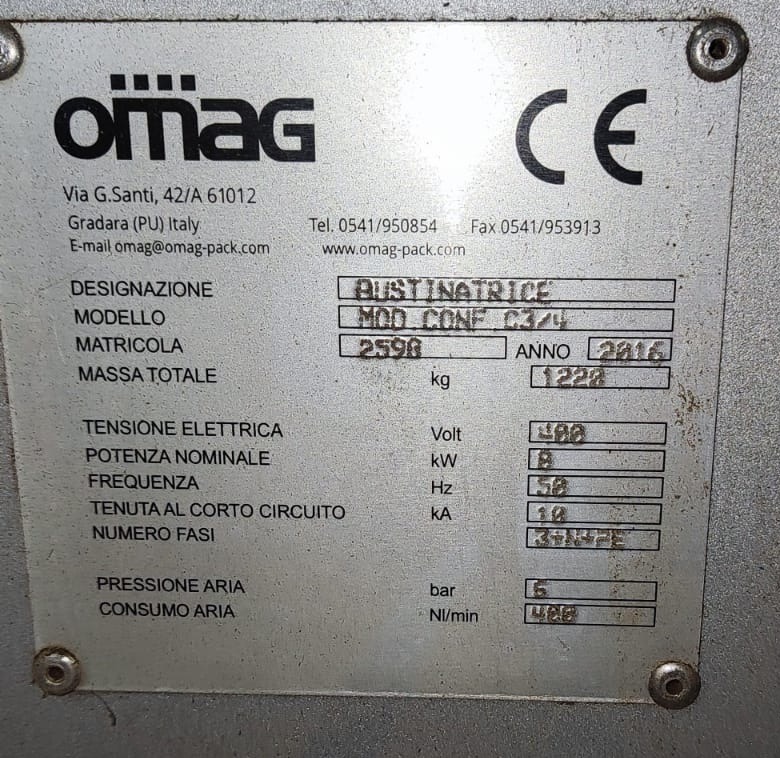 omag
CE
Via G.Santi, 42/A 61012
Gradara (PU) Italy Tel. 0541/950854 Fax 0541/953913
E-mail omag@omag-pack.com www.omag-pack.com
DESIGNAZIONE BUSTINATRICE
MODELLO MOD CONF C3/4
MATRICOLA ANNO 2016
MASSA TOTALE kg 1220
TENSIONE ELETTRICA Volt 400
POTENZA NOMINALE kW
FREQUENZA Hz 50
TENUTA AL CORTO CIRCUITO kA 10
NUMERO FASI 3+N+PE
PRESSIONE ARIA bar 6
CONSUMO ARIA Nl/min 400